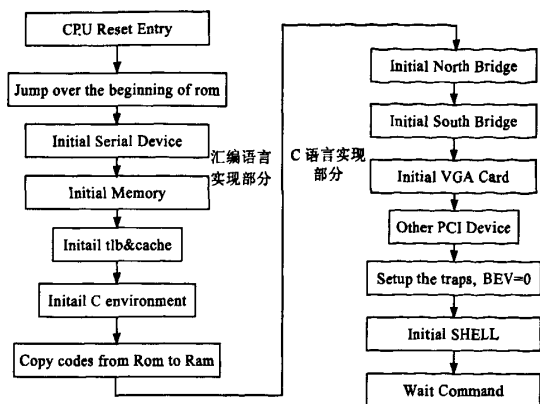 CPU Reset Entry
Jump over the beginning of rom
Initial Serial Device
Initial Memory
Initail tlb&cache
Initail C environment
Copy codes from Rom to Ram
汇编语言
实现部分
C 语言实现
部分
Initial North Bridge
Initial South Bridge
Initial VGA Card
Other PCI Device
Setup the traps, BEV=0
Initial SHELL
Wait Command